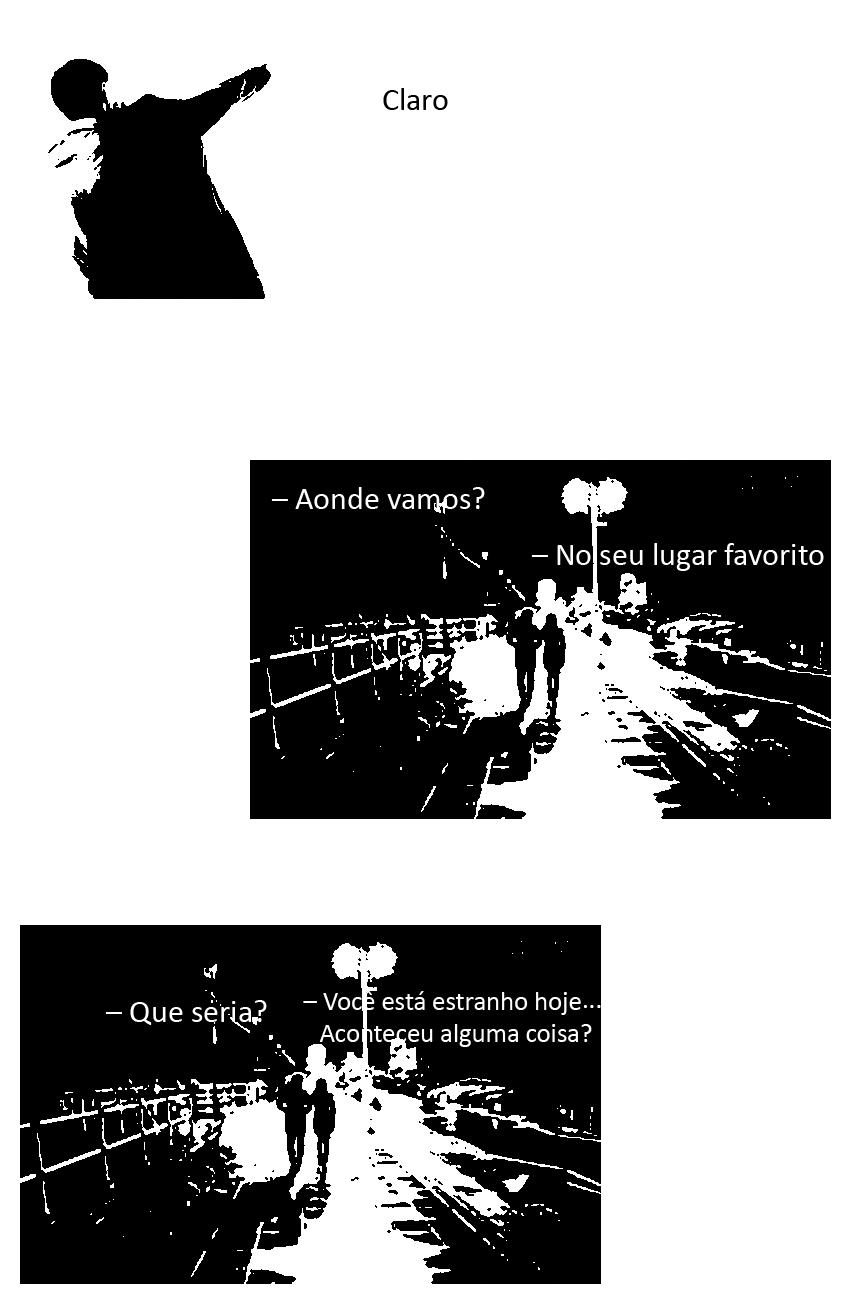 Claro
– Aonde vamos?
– No seu lugar favorito
– Que seria?
– Você está estranho hoje...
Aconteceu alguma coisa?